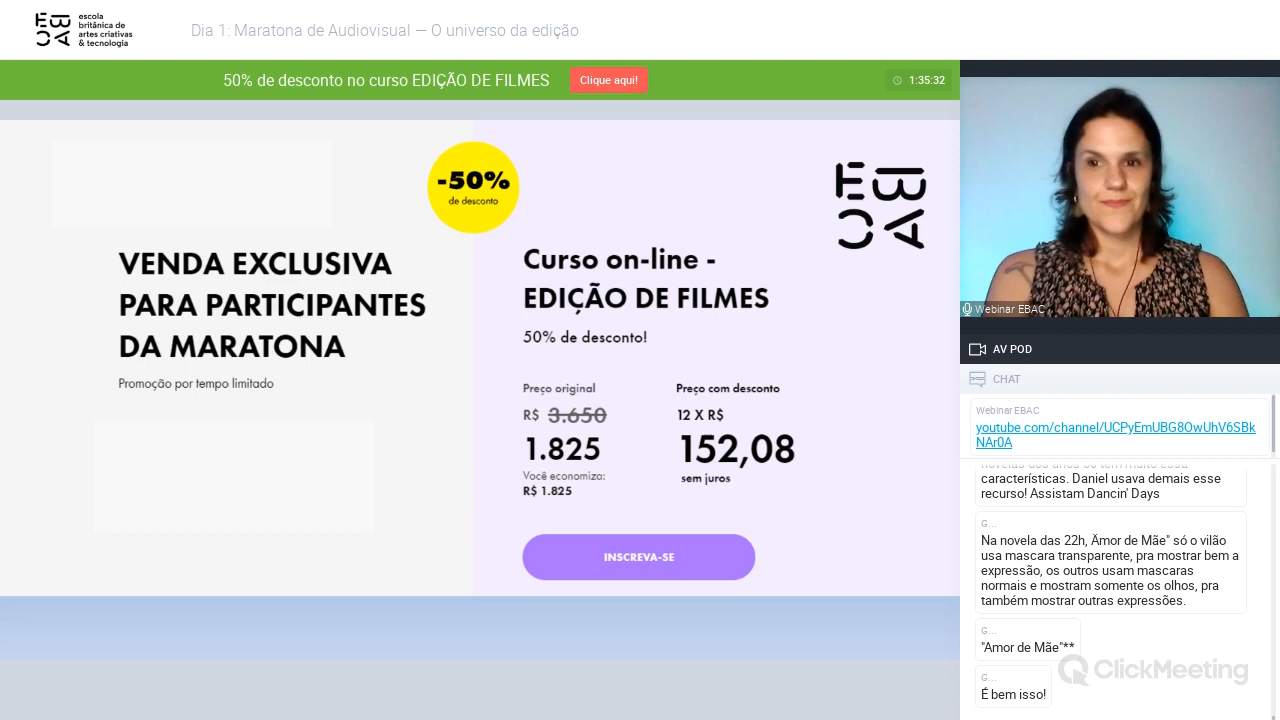 escola
britânica de
artes criativas
& tecnologia
Dia 1: Maratona de Audiovisual — O universo da edição
50% de desconto no curso EDIÇÃO DE FILMES
Clique aqui!
1:35:32
-50%
de desconto
VENDA EXCLUSIVA
PARA PARTICIPANTES
DA MARATONA
Promoção por tempo limitado
EBAC
Curso on-line -
EDIÇÃO DE FILMES
50% de desconto!
Preço original
R$ 3.650
1.825
Você economiza:
R$ 1.825
Preço com desconto
12 X R$
152,08
sem juros
INSCREVA-SE
Webinar EBAC
AV POD
CHAT
Webinar EBAC
youtube.com/channel/UCPyEmUBG8OwUhV6SBk
NAr0A
características. Daniel usava demais esse
recurso! Assistam Dancin' Days
G...
Na novela das 22h, Ämor de Mãe" só o vilão
usa mascara transparente, pra mostrar bem a
expressão, os outros usam mascaras
normais e mostram somente os olhos, pra
também mostrar outras expressões.
G...
"Amor de Mãe"**
G...
É bem isso!
ClickMeeting